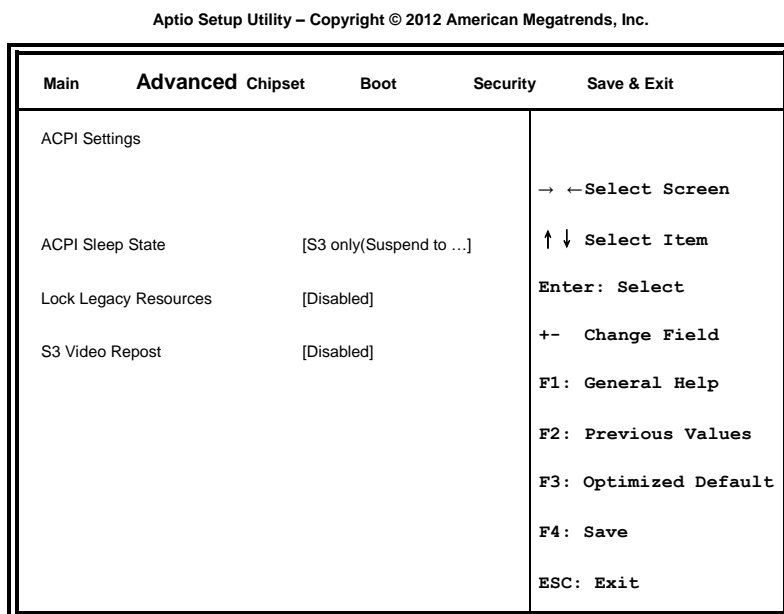 Aptio Setup Utility – Copyright © 2012 American Megatrends, Inc.
Main Advanced Chipset Boot Security Save & Exit
ACPI Settings
ACPI Sleep State [S3 only(Suspend to …]
Lock Legacy Resources [Disabled]
S3 Video Repost [Disabled]
→ ←Select Screen
↑↓ Select Item
Enter: Select
+- Change Field
F1: General Help
F2: Previous Values
F3: Optimized Default
F4: Save
ESC: Exit